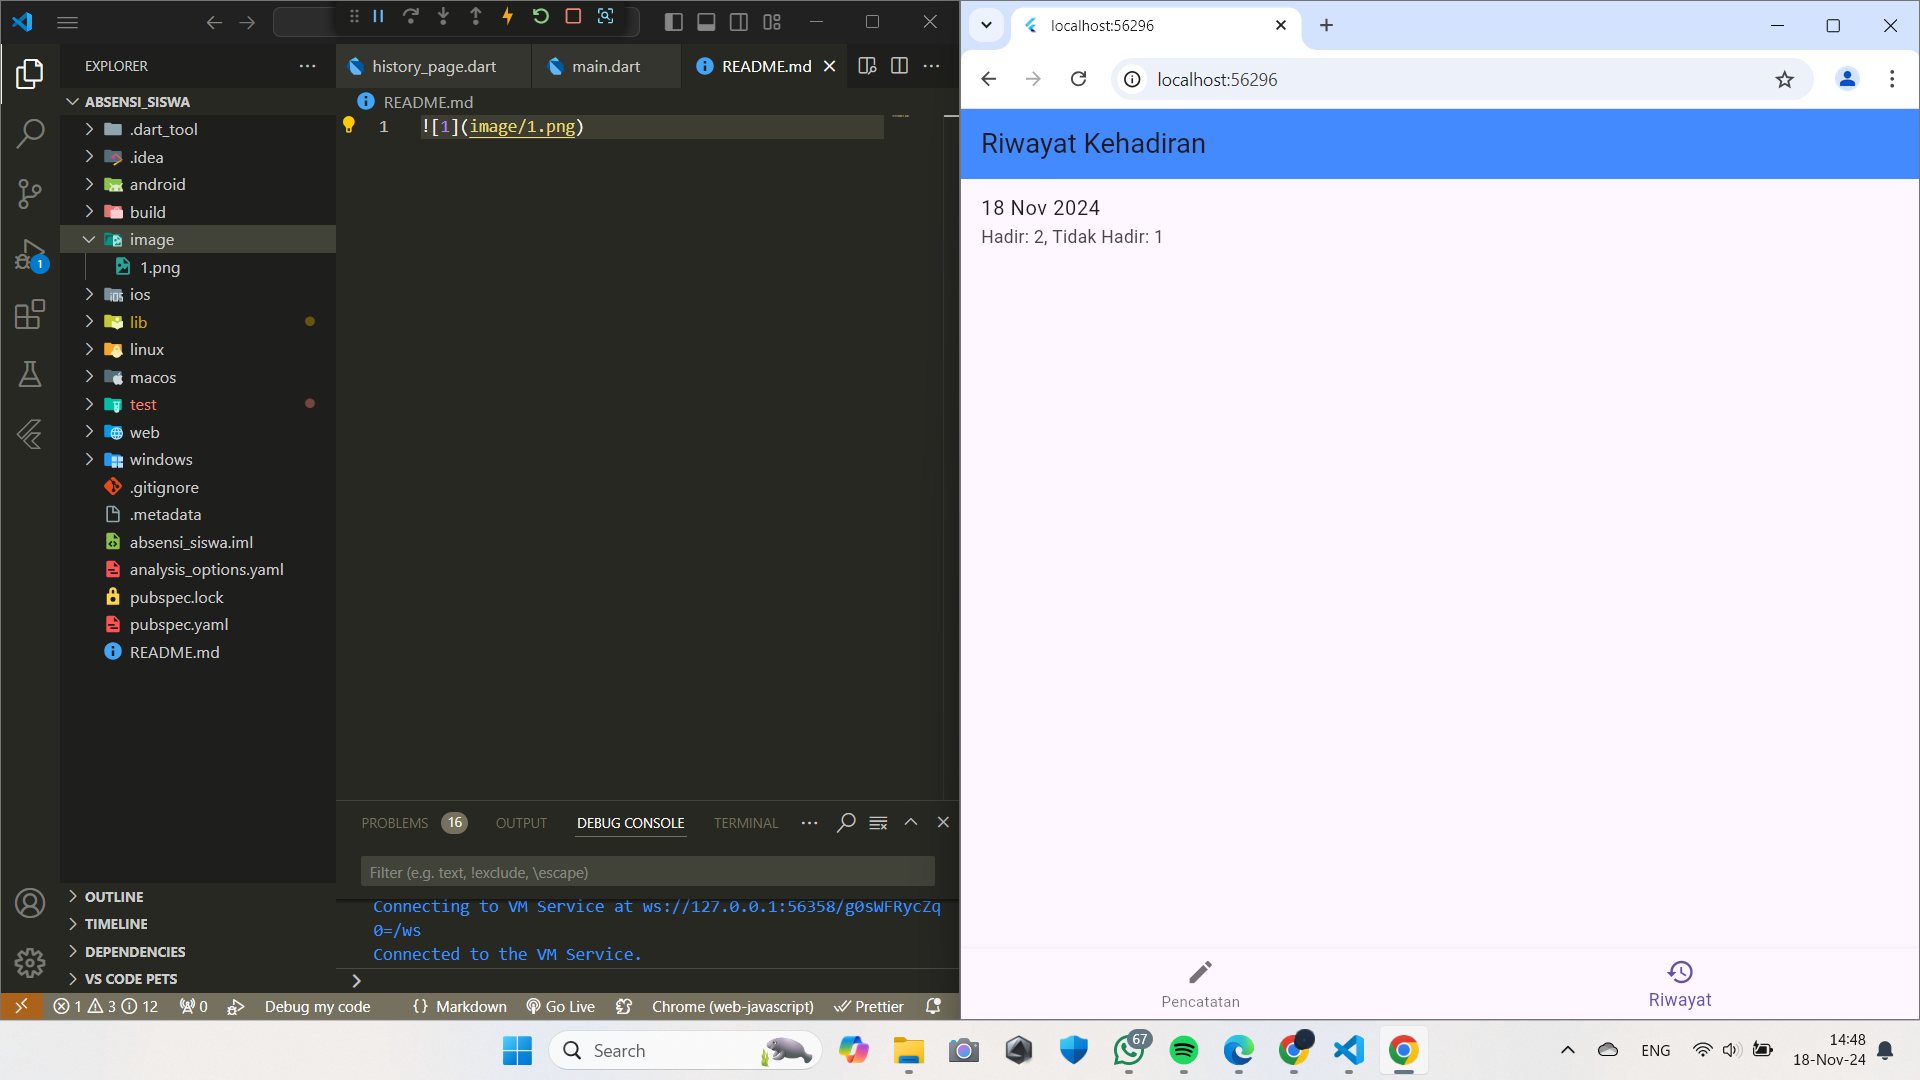 history_page.dart
main.dart
README.md
EXPLORER
ABSENSI_SISWA
.dart_tool
.idea
android
build
image
1.png
ios
lib
linux
macos
test
web
windows
.gitignore
.metadata
absensi_siswa.iml
analysis_options.yaml
pubspec.lock
pubspec.yaml
README.md
OUTLINE
TIMELINE
DEPENDENCIES
VS CODE PETS
1
README.md
1 ![1](image/1.png)
PROBLEMS 16 OUTPUT DEBUG CONSOLE TERMINAL
Filter (e.g. text, !exclude, \escape)
Connecting to VM Service at ws://127.0.0.1:56358/g0sWFRycZq
0=/ws
Connected to the VM Service.
1 3 12 0 Debug my code {} Markdown Go Live Chrome (web-javascript) Prettier
localhost:56296
localhost:56296
Riwayat Kehadiran
18 Nov 2024
Hadir: 2, Tidak Hadir: 1
Pencatatan
Riwayat
Search
67
ENG
14:48
18-Nov-24